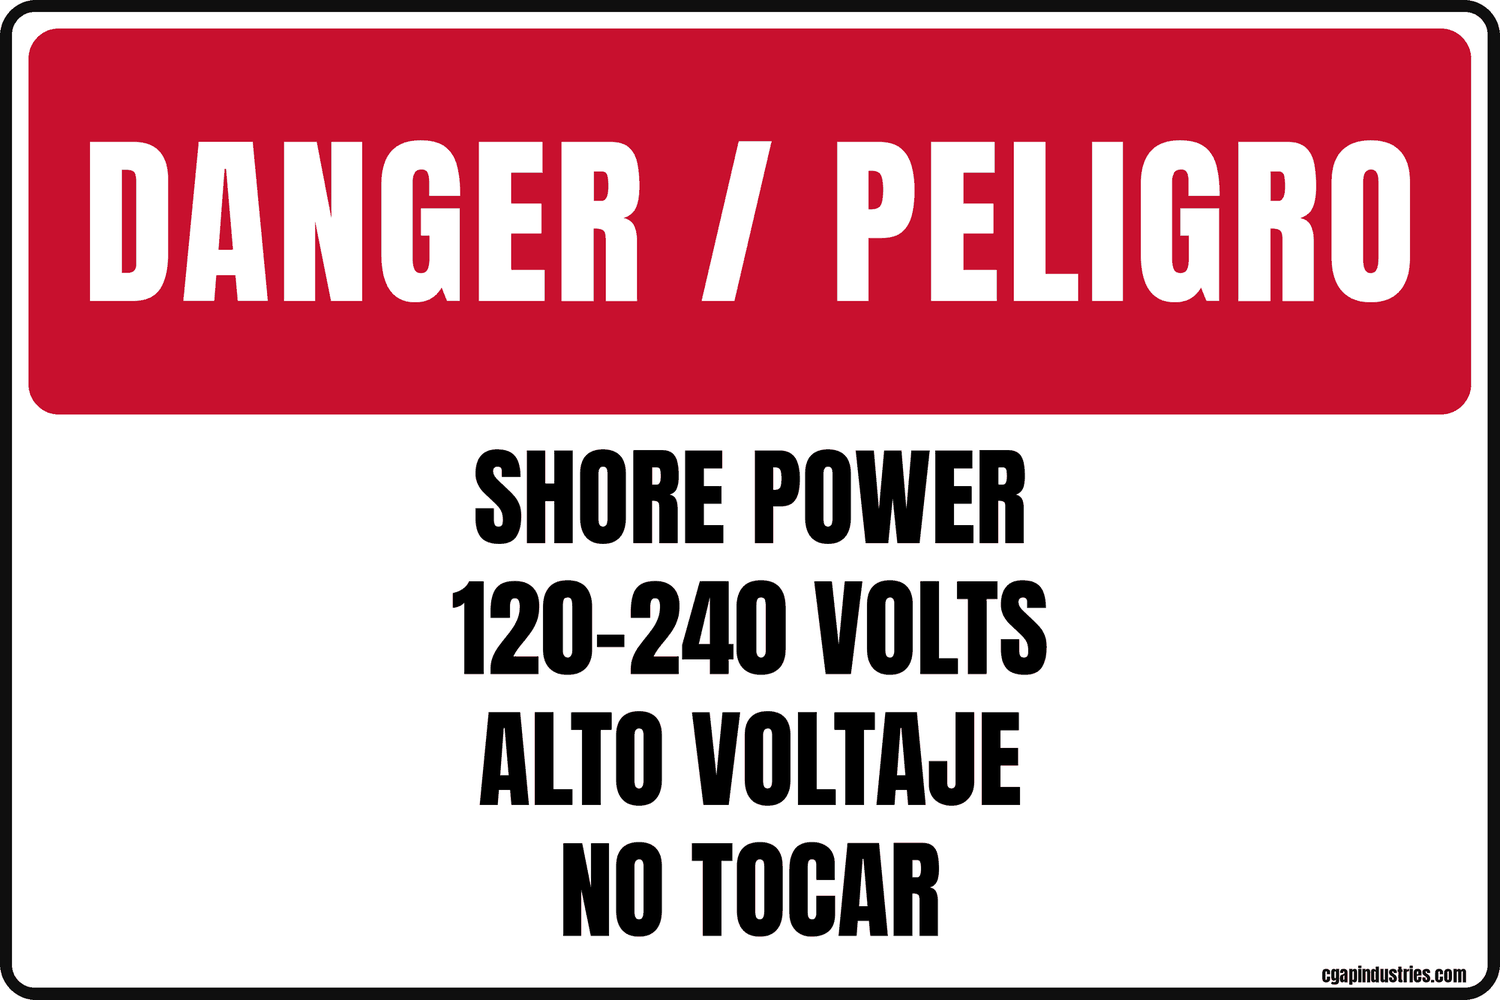 DANGER / PELIGRO
SHORE POWER
120-240 VOLTS
ALTO VOLTAJE
NO TOCAR
cgapindustries.com